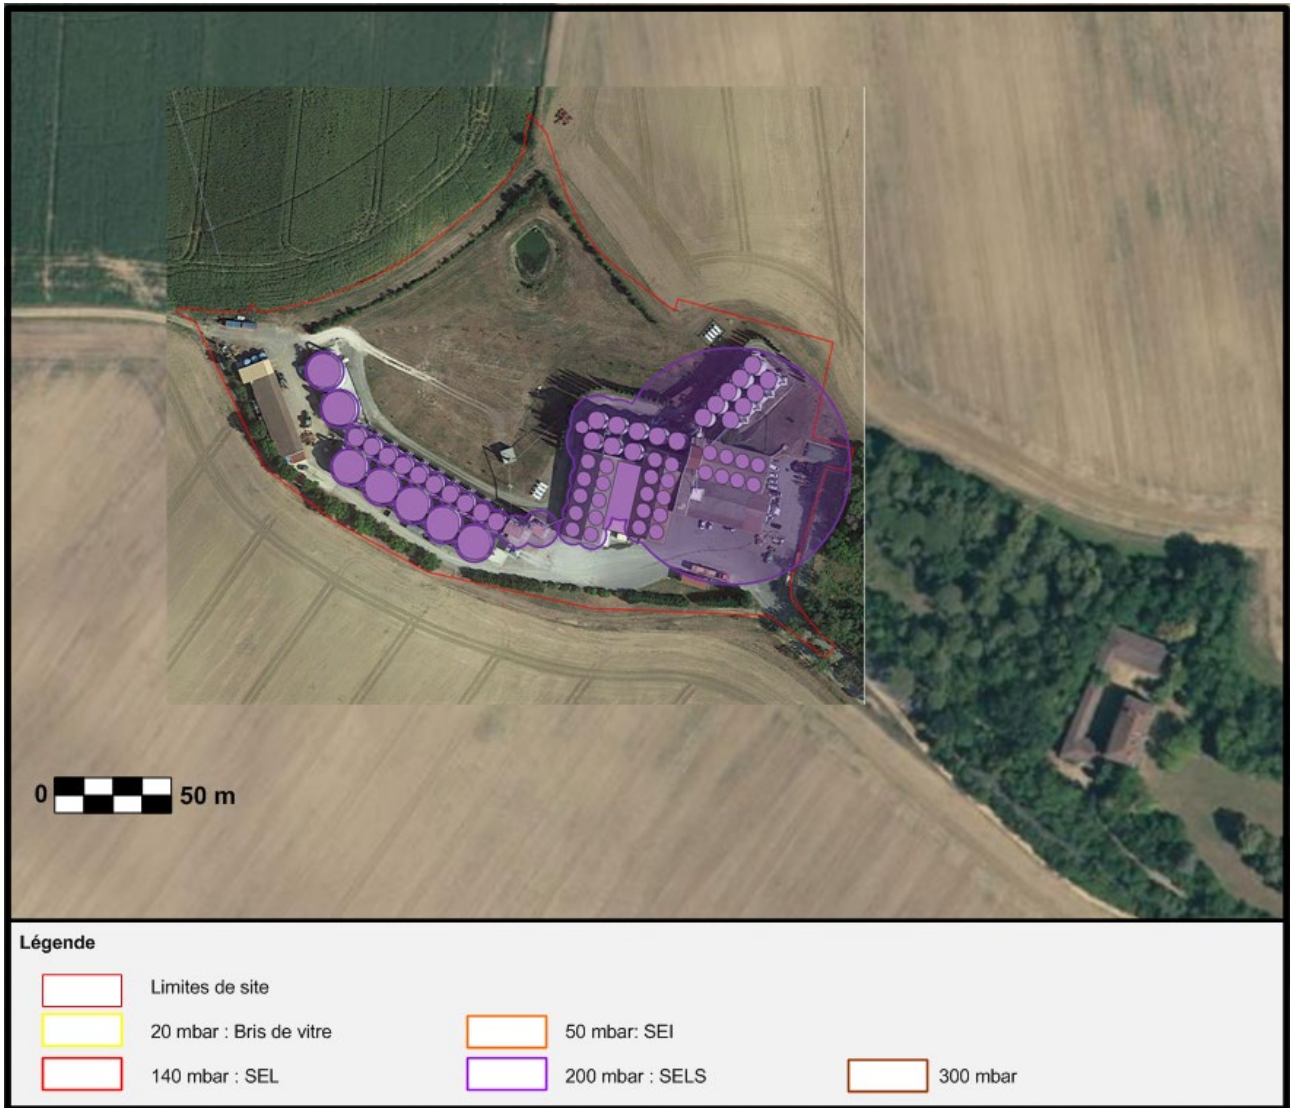 0 50 m
Légende
Limites de site
20 mbar : Bris de vitre 50 mbar: SEI
140 mbar : SEL 200 mbar : SELS 300 mbar